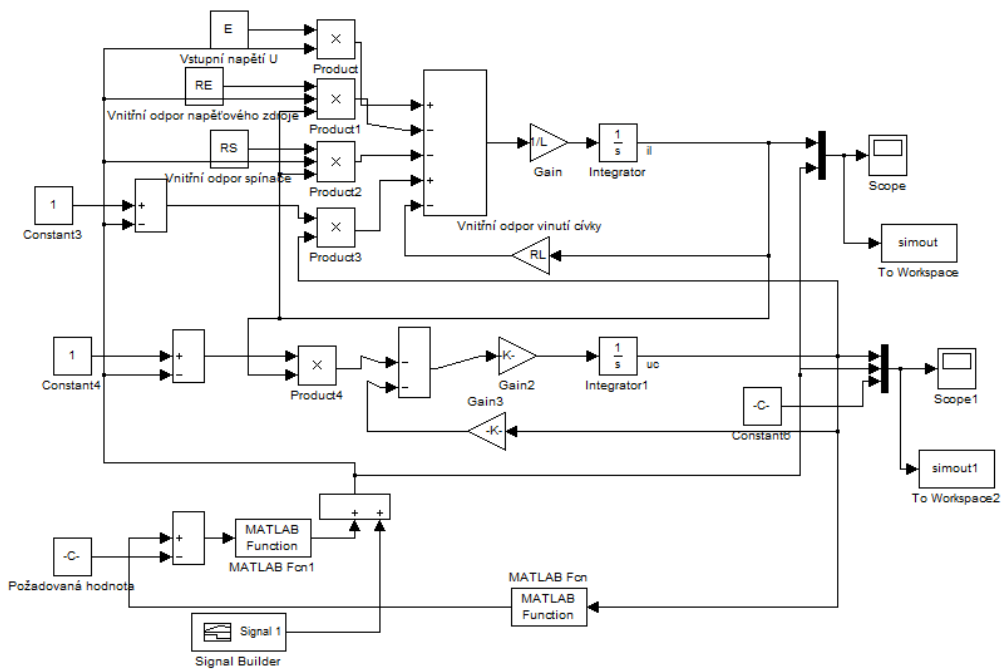 E
Vstupní napětí U
×
Product
RE
Vnitřní odpor napěťového zdroje
×
Product1
RS
Vnitřní odpor spínače
×
Product2
1
Constant3
+
−
×
Product3
+
−
−
+
−
1/L
Gain
1
s
Integrator
il
Vnitřní odpor vinutí cívky
RL
Scope
simout
To Workspace
1
Constant4
+
−
×
Product4
−
−
-K-
Gain2
1
s
Integrator1
uc
Gain3
-K-
-C-
Constant6
Scope1
simout1
To Workspace2
-C-
Požadovaná hodnota
+
−
MATLAB
Function
MATLAB Fcn1
+
+
Signal 1
Signal Builder
MATLAB Fcn
MATLAB
Function